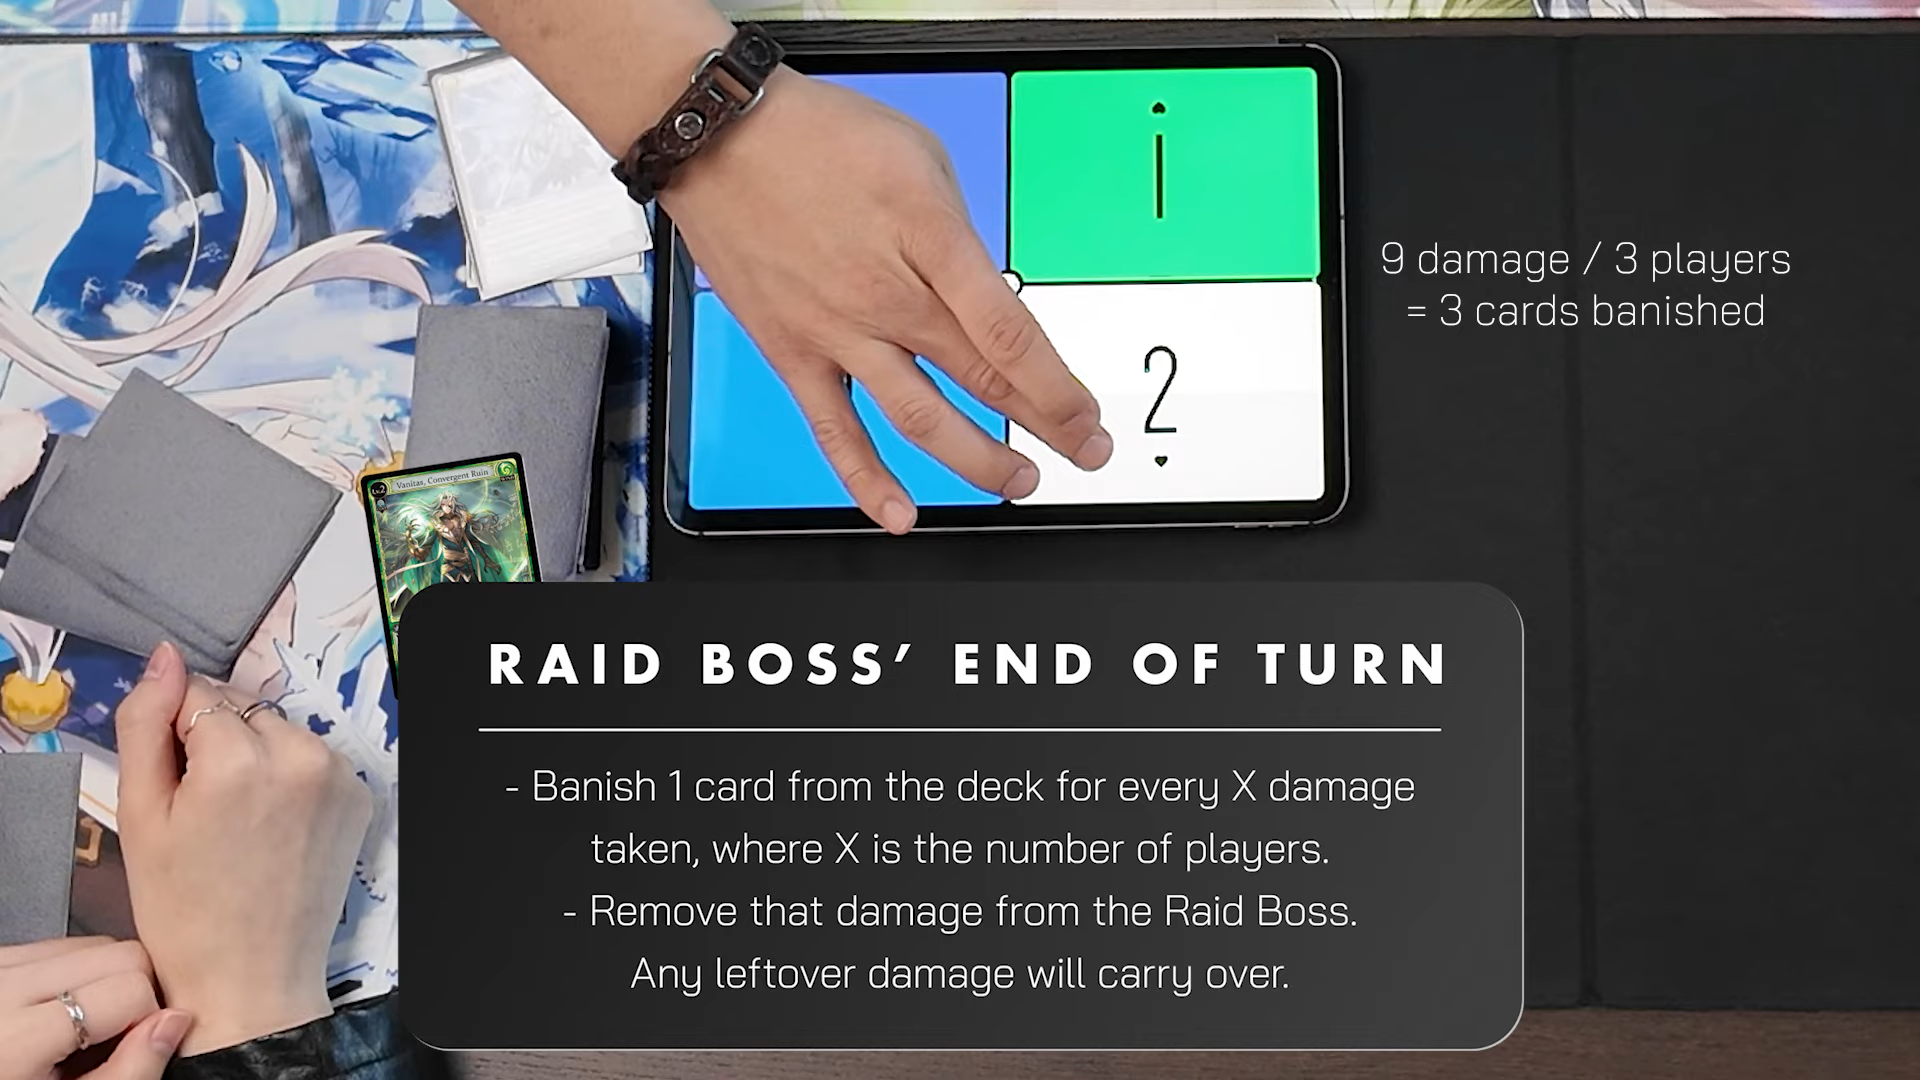 1
2
9 damage / 3 players
= 3 cards banished
Lv.2
Vanitas, Convergent Ruin
RAID BOSS’ END OF TURN
- Banish 1 card from the deck for every X damage
taken, where X is the number of players.
- Remove that damage from the Raid Boss.
Any leftover damage will carry over.